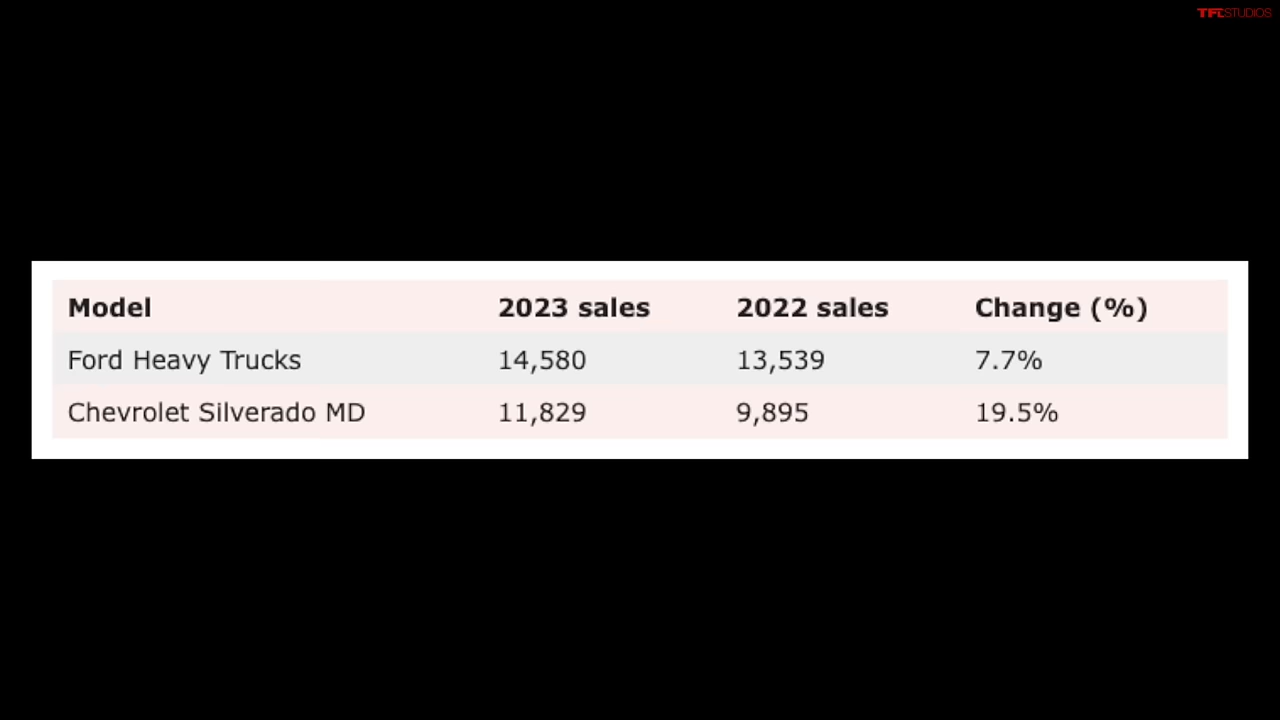 TFLSTUDIOS
Model 2023 sales 2022 sales Change (%)
Ford Heavy Trucks 14,580 13,539 7.7%
Chevrolet Silverado MD 11,829 9,895 19.5%